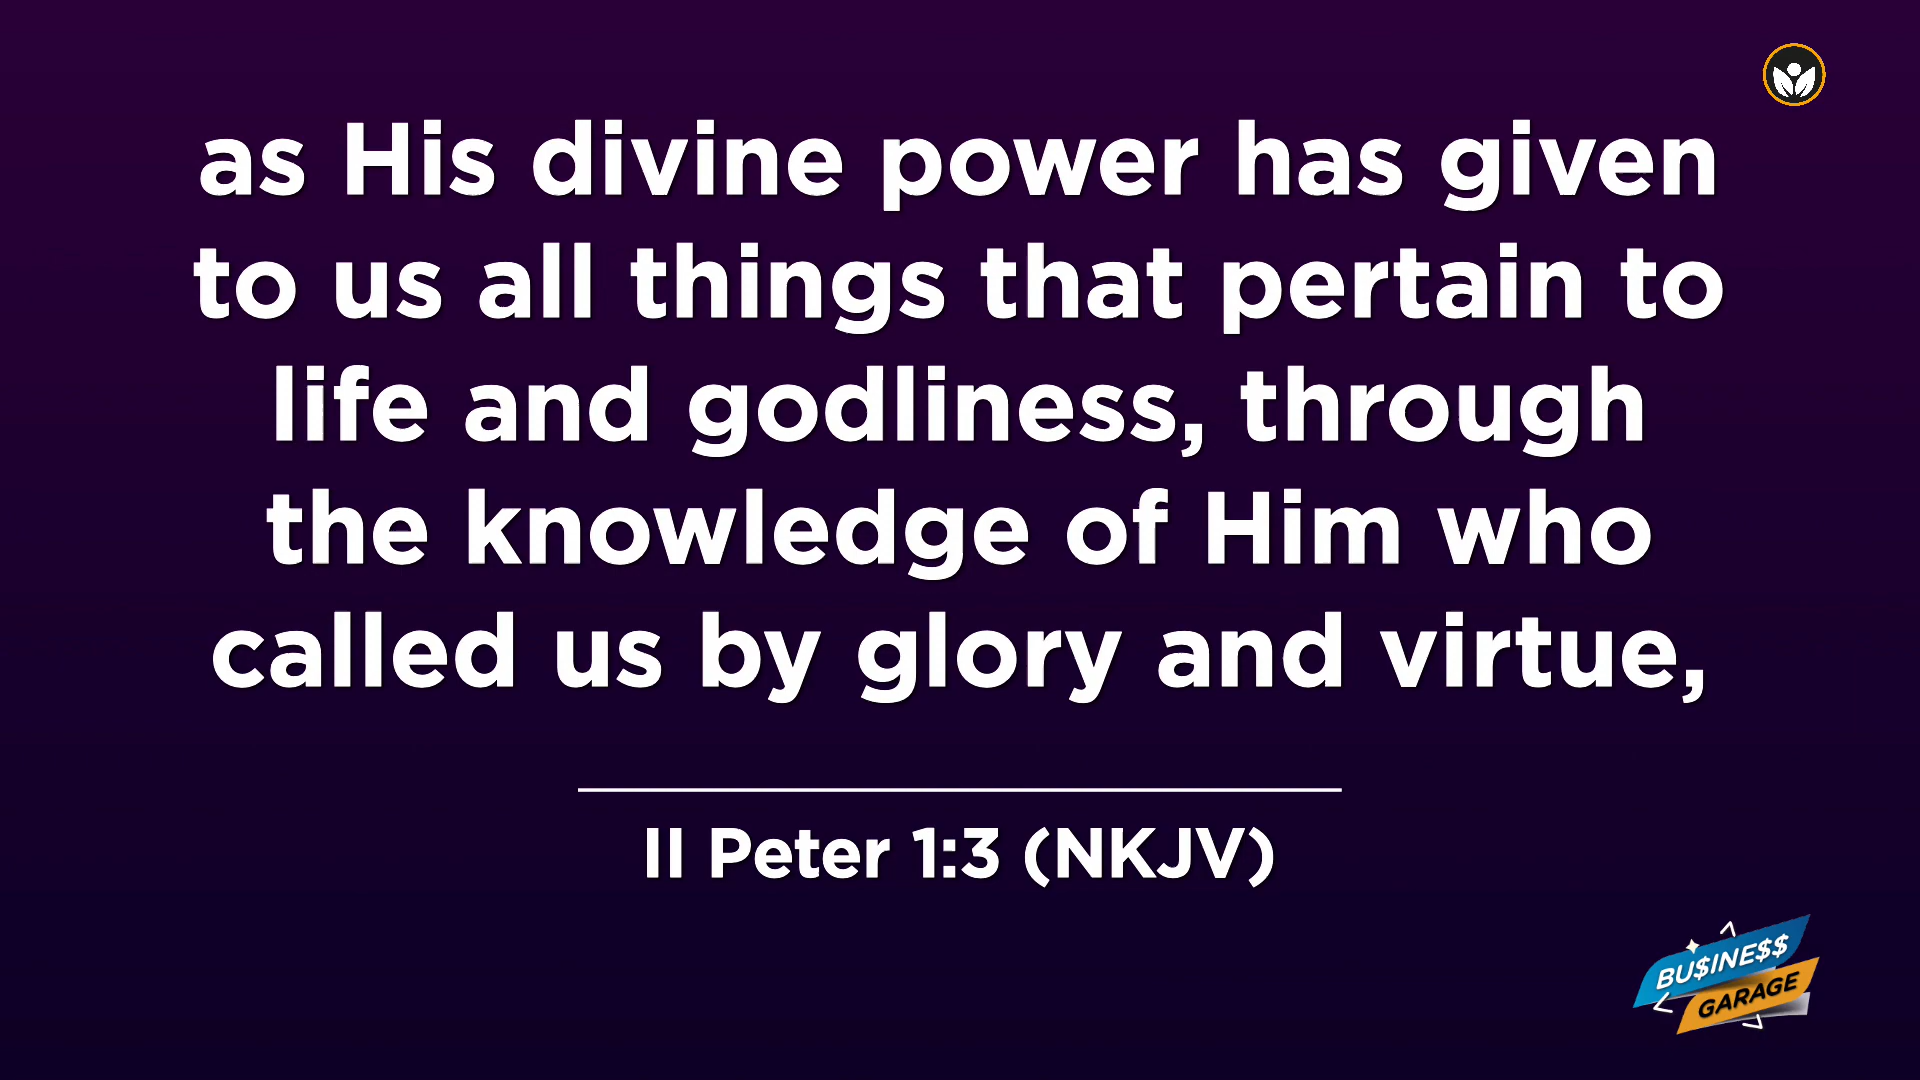 as His divine power has given
to us all things that pertain to
life and godliness, through
the knowledge of Him who
called us by glory and virtue,
II Peter 1:3 (NKJV)
BU$INE$$
GARAGE